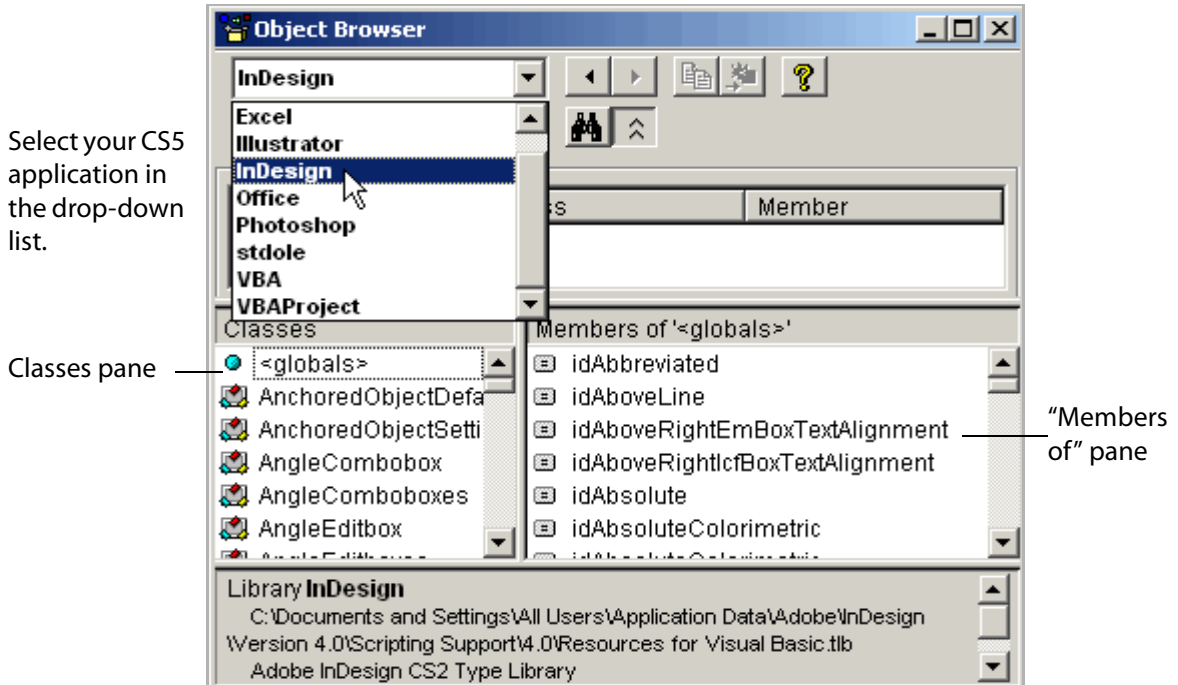 Object Browser
InDesign
Excel
Illustrator
InDesign
Office
Photoshop
stdole
VBA
VBAProject
Select your CS5
application in
the drop-down
list.
ss
Member
Classes
Members of '<globals>'
Classes pane
<globals>
AnchoredObjectDefa
AnchoredObjectSetti
AngleCombobox
AngleComboboxes
AngleEditbox
AngleEditboxes
idAbbreviated
idAboveLine
idAboveRightEmBoxTextAlignment
idAboveRightIcfBoxTextAlignment
idAbsolute
idAbsoluteColorimetric
idAbsoluteColorimetric
"Members
of" pane
Library InDesign
C:\Documents and Settings\All Users\Application Data\Adobe\InDesign
\Version 4.0\Scripting Support\4.0\Resources for Visual Basic.tlb
Adobe InDesign CS2 Type Library